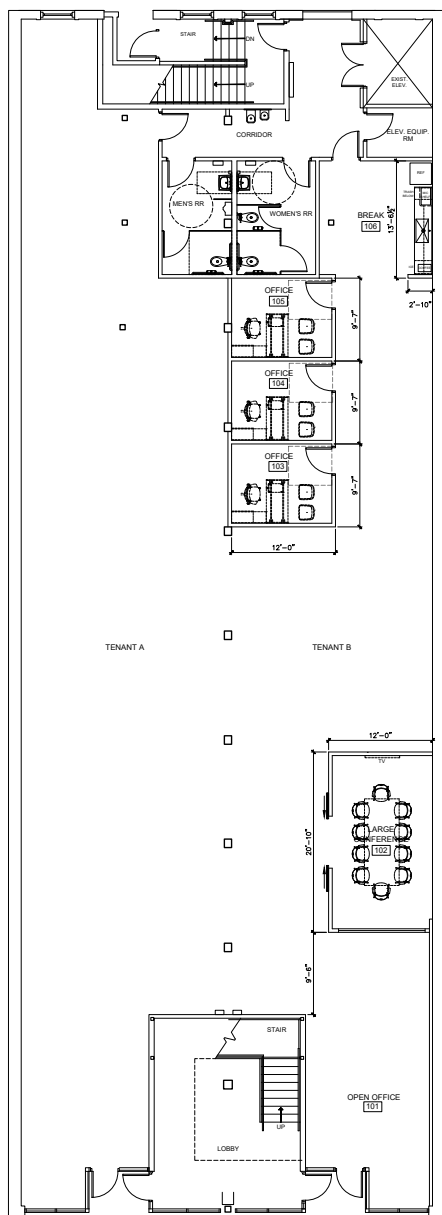 STAIR
DN
UP
EXIST.
ELEV.
CORRIDOR
ELEV. EQUIP.
RM
REF
MEN'S RR
WOMEN'S RR
BREAK
106
13'-6½"
2'-10"
OFFICE
105
9'-7"
OFFICE
104
9'-7"
OFFICE
103
9'-7"
12'-0"
TENANT A
TENANT B
12'-0"
TV
20'-10"
LARGE
CONFERENCE
102
9'-6"
STAIR
UP
LOBBY
OPEN OFFICE
101